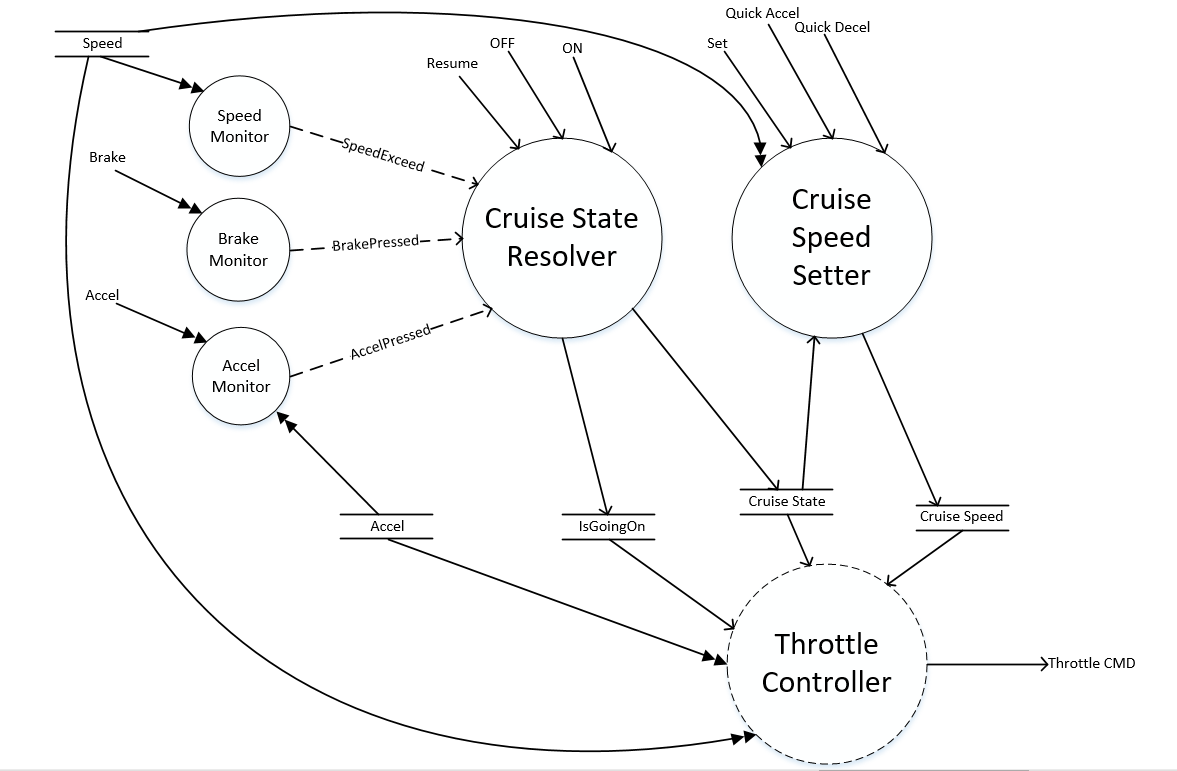 Speed
Resume
OFF
ON
Set
Quick Accel
Quick Decel
Speed
Monitor
SpeedExceed
Brake
Brake
Monitor
BrakePressed
Accel
Accel
Monitor
AccelPressed
Cruise State
Resolver
Cruise
Speed
Setter
Accel
IsGoingOn
Cruise State
Cruise Speed
Throttle
Controller
Throttle CMD